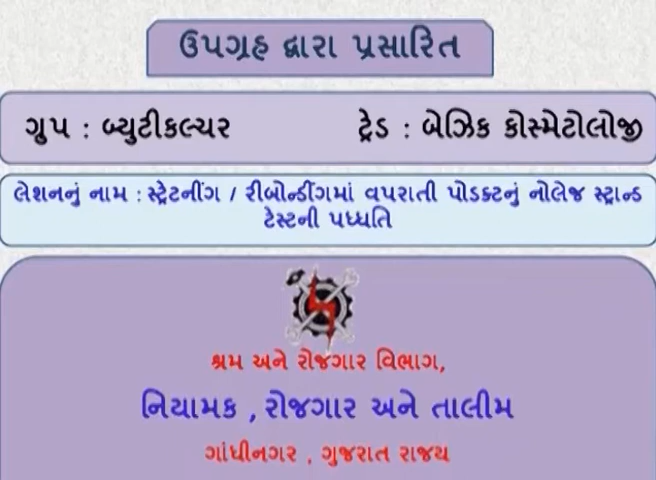 ઉપગ્રહ દ્વારા પ્રસારિત
ગ્રુપ : બ્યુટીકલ્ચર ટ્રેડ : બેઝિક કોસ્મેટોલોજી
લેશનનું નામ : સ્ટ્રેટનીંગ / રીબોન્ડીંગમાં વપરાતી પોડક્ટનું નોલેજ સ્ટ્રાન્ડ
ટેસ્ટની પધ્ધતિ
શ્રમ અને રોજગાર વિભાગ,
નિયામક , રોજગાર અને તાલીમ
ગાંધીનગર , ગુજરાત રાજય